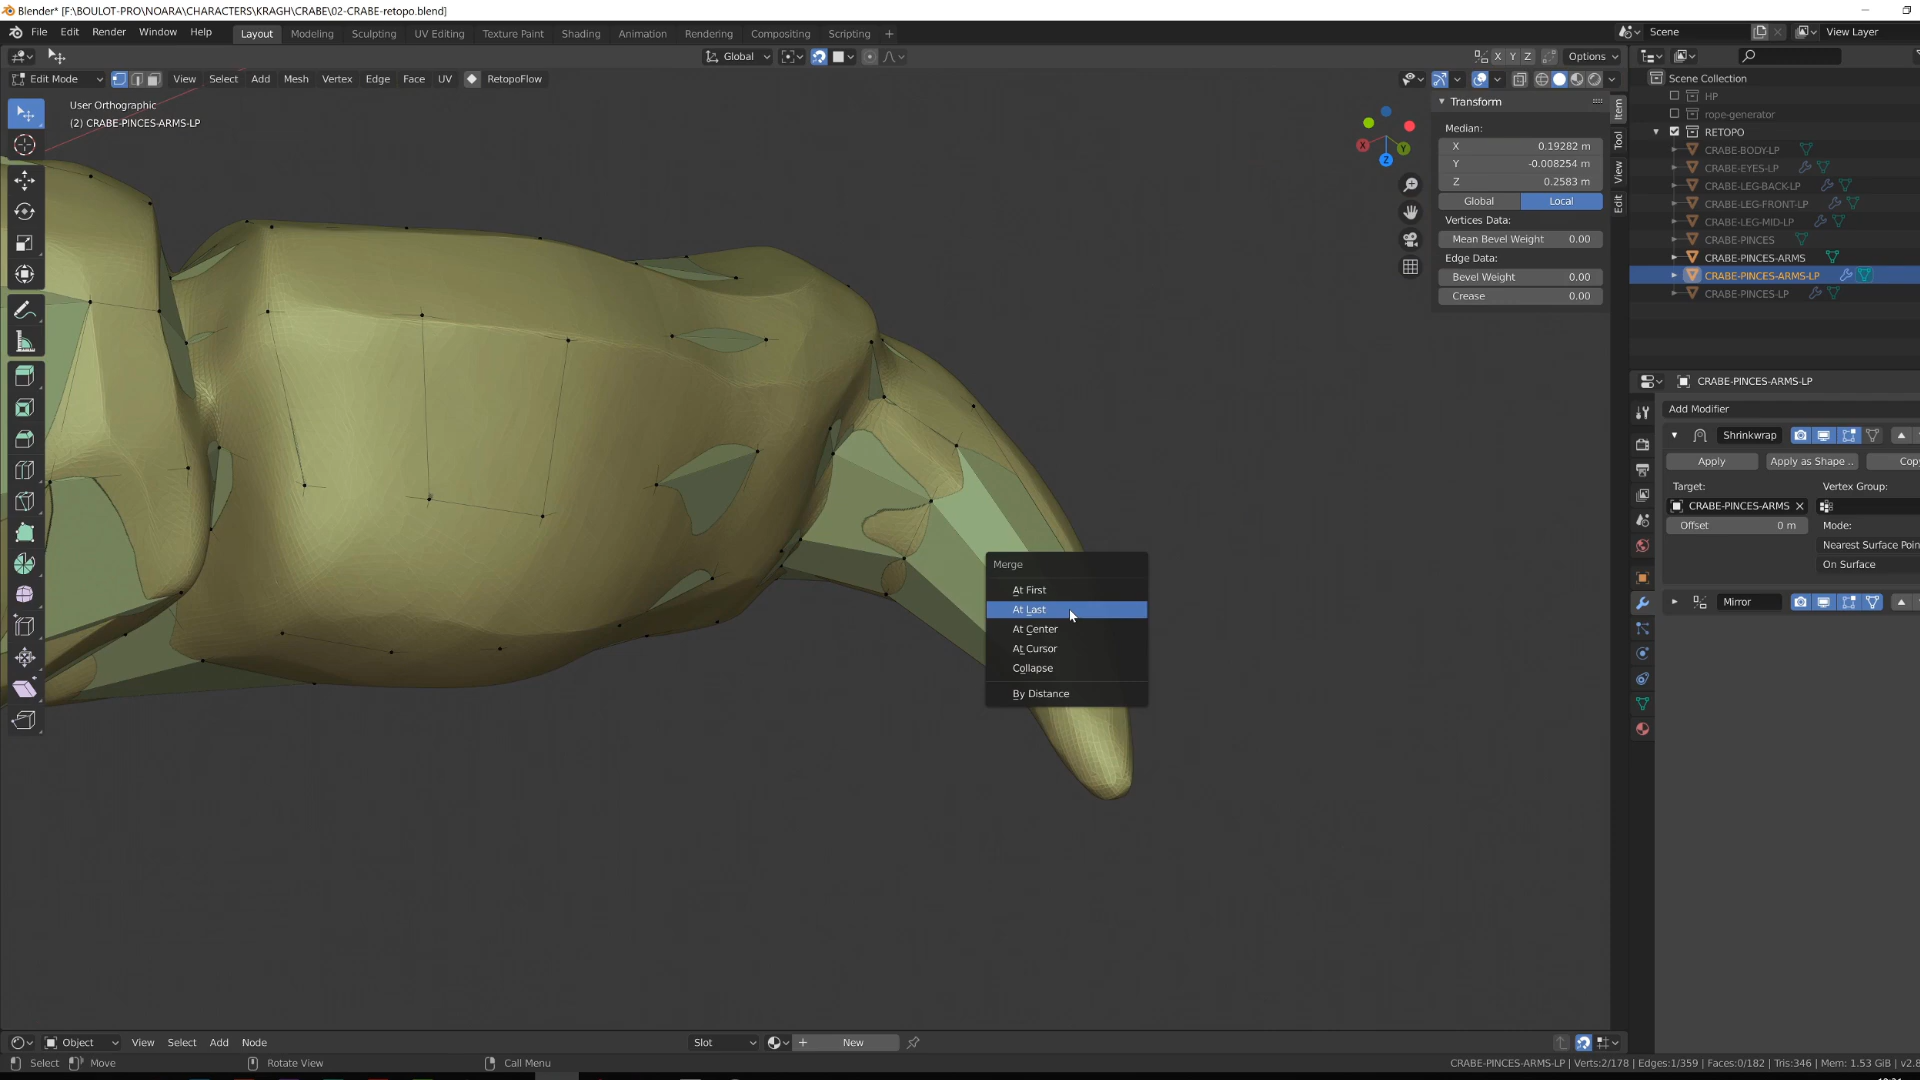 Blender* [F:\BOULOT-PRO\NOARA\CHARACTERS\KRAGH\CRABE\02-CRABE-retopo.blend]
File Edit Render Window Help Layout Modeling Sculpting UV Editing Texture Paint Shading Animation Rendering Compositing Scripting + Scene View Layer
Global X Y Z Options
Edit Mode View Select Add Mesh Vertex Edge Face UV RetopoFlow
User Orthographic
(2) CRABE-PINCES-ARMS-LP
Transform
Median:
X 0.19282 m
Y -0.008254 m
Z 0.2583 m
Global Local
Vertices Data:
Mean Bevel Weight 0.00
Edge Data:
Bevel Weight 0.00
Crease 0.00
Item
Tool
View
Edit
X
Y
Z
Scene Collection
HP
rope-generator
RETOPO
CRABE-BODY-LP
CRABE-EYES-LP
CRABE-LEG-BACK-LP
CRABE-LEG-FRONT-LP
CRABE-LEG-MID-LP
CRABE-PINCES
CRABE-PINCES-ARMS
CRABE-PINCES-ARMS-LP
CRABE-PINCES-LP
CRABE-PINCES-ARMS-LP
Add Modifier
Shrinkwrap
Apply Apply as Shape .. Copy
Target: Vertex Group:
CRABE-PINCES-ARMS
Offset 0 m Mode:
Nearest Surface Poin
On Surface
Mirror
Merge
At First
At Last
At Center
At Cursor
Collapse
By Distance
Object View Select Add Node Slot New
Select Move Rotate View Call Menu CRABE-PINCES-ARMS-LP | Verts:2/178 | Edges:1/359 | Faces:0/182 | Tris:346 | Mem: 1.53 GiB | v2.8